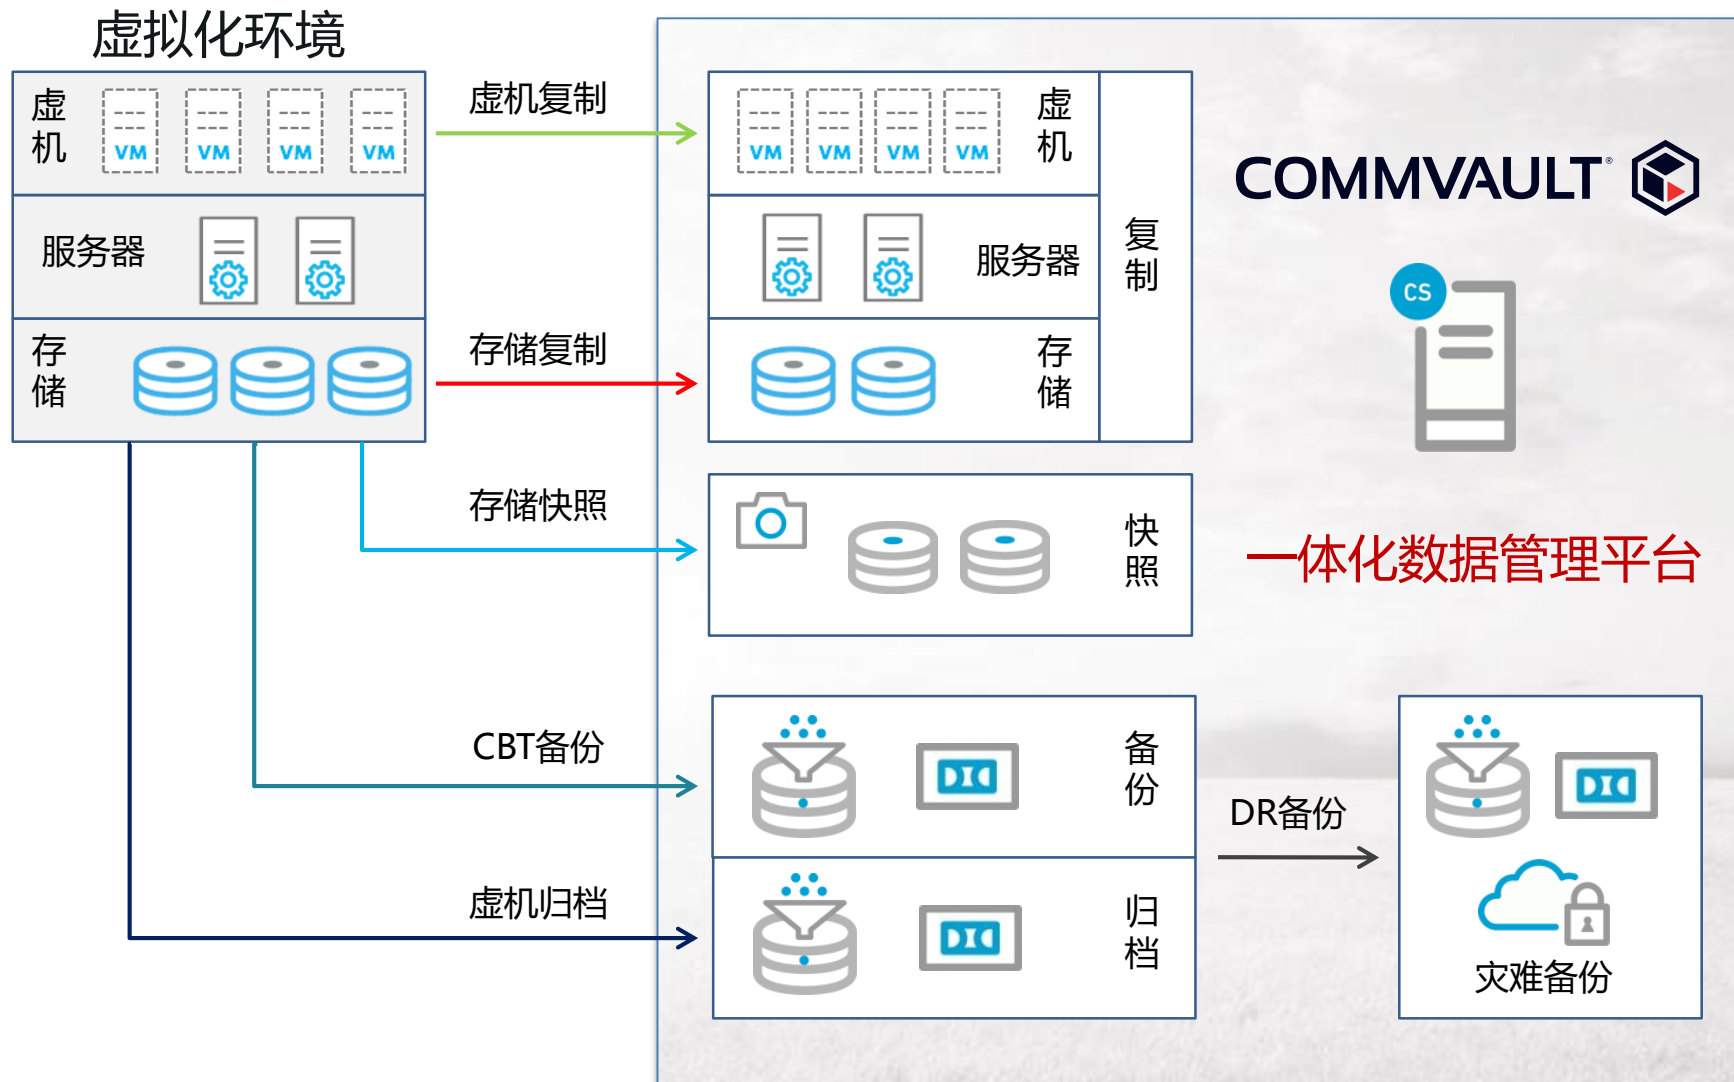 虚拟化环境
虚机
VM VM VM VM
服务器
存储
虚机复制
存储复制
存储快照
CBT备份
虚机归档
VM VM VM VM
虚机
服务器
存储
复制
快照
备份
归档
DR备份
COMMVAULT®
CS
一体化数据管理平台
灾难备份